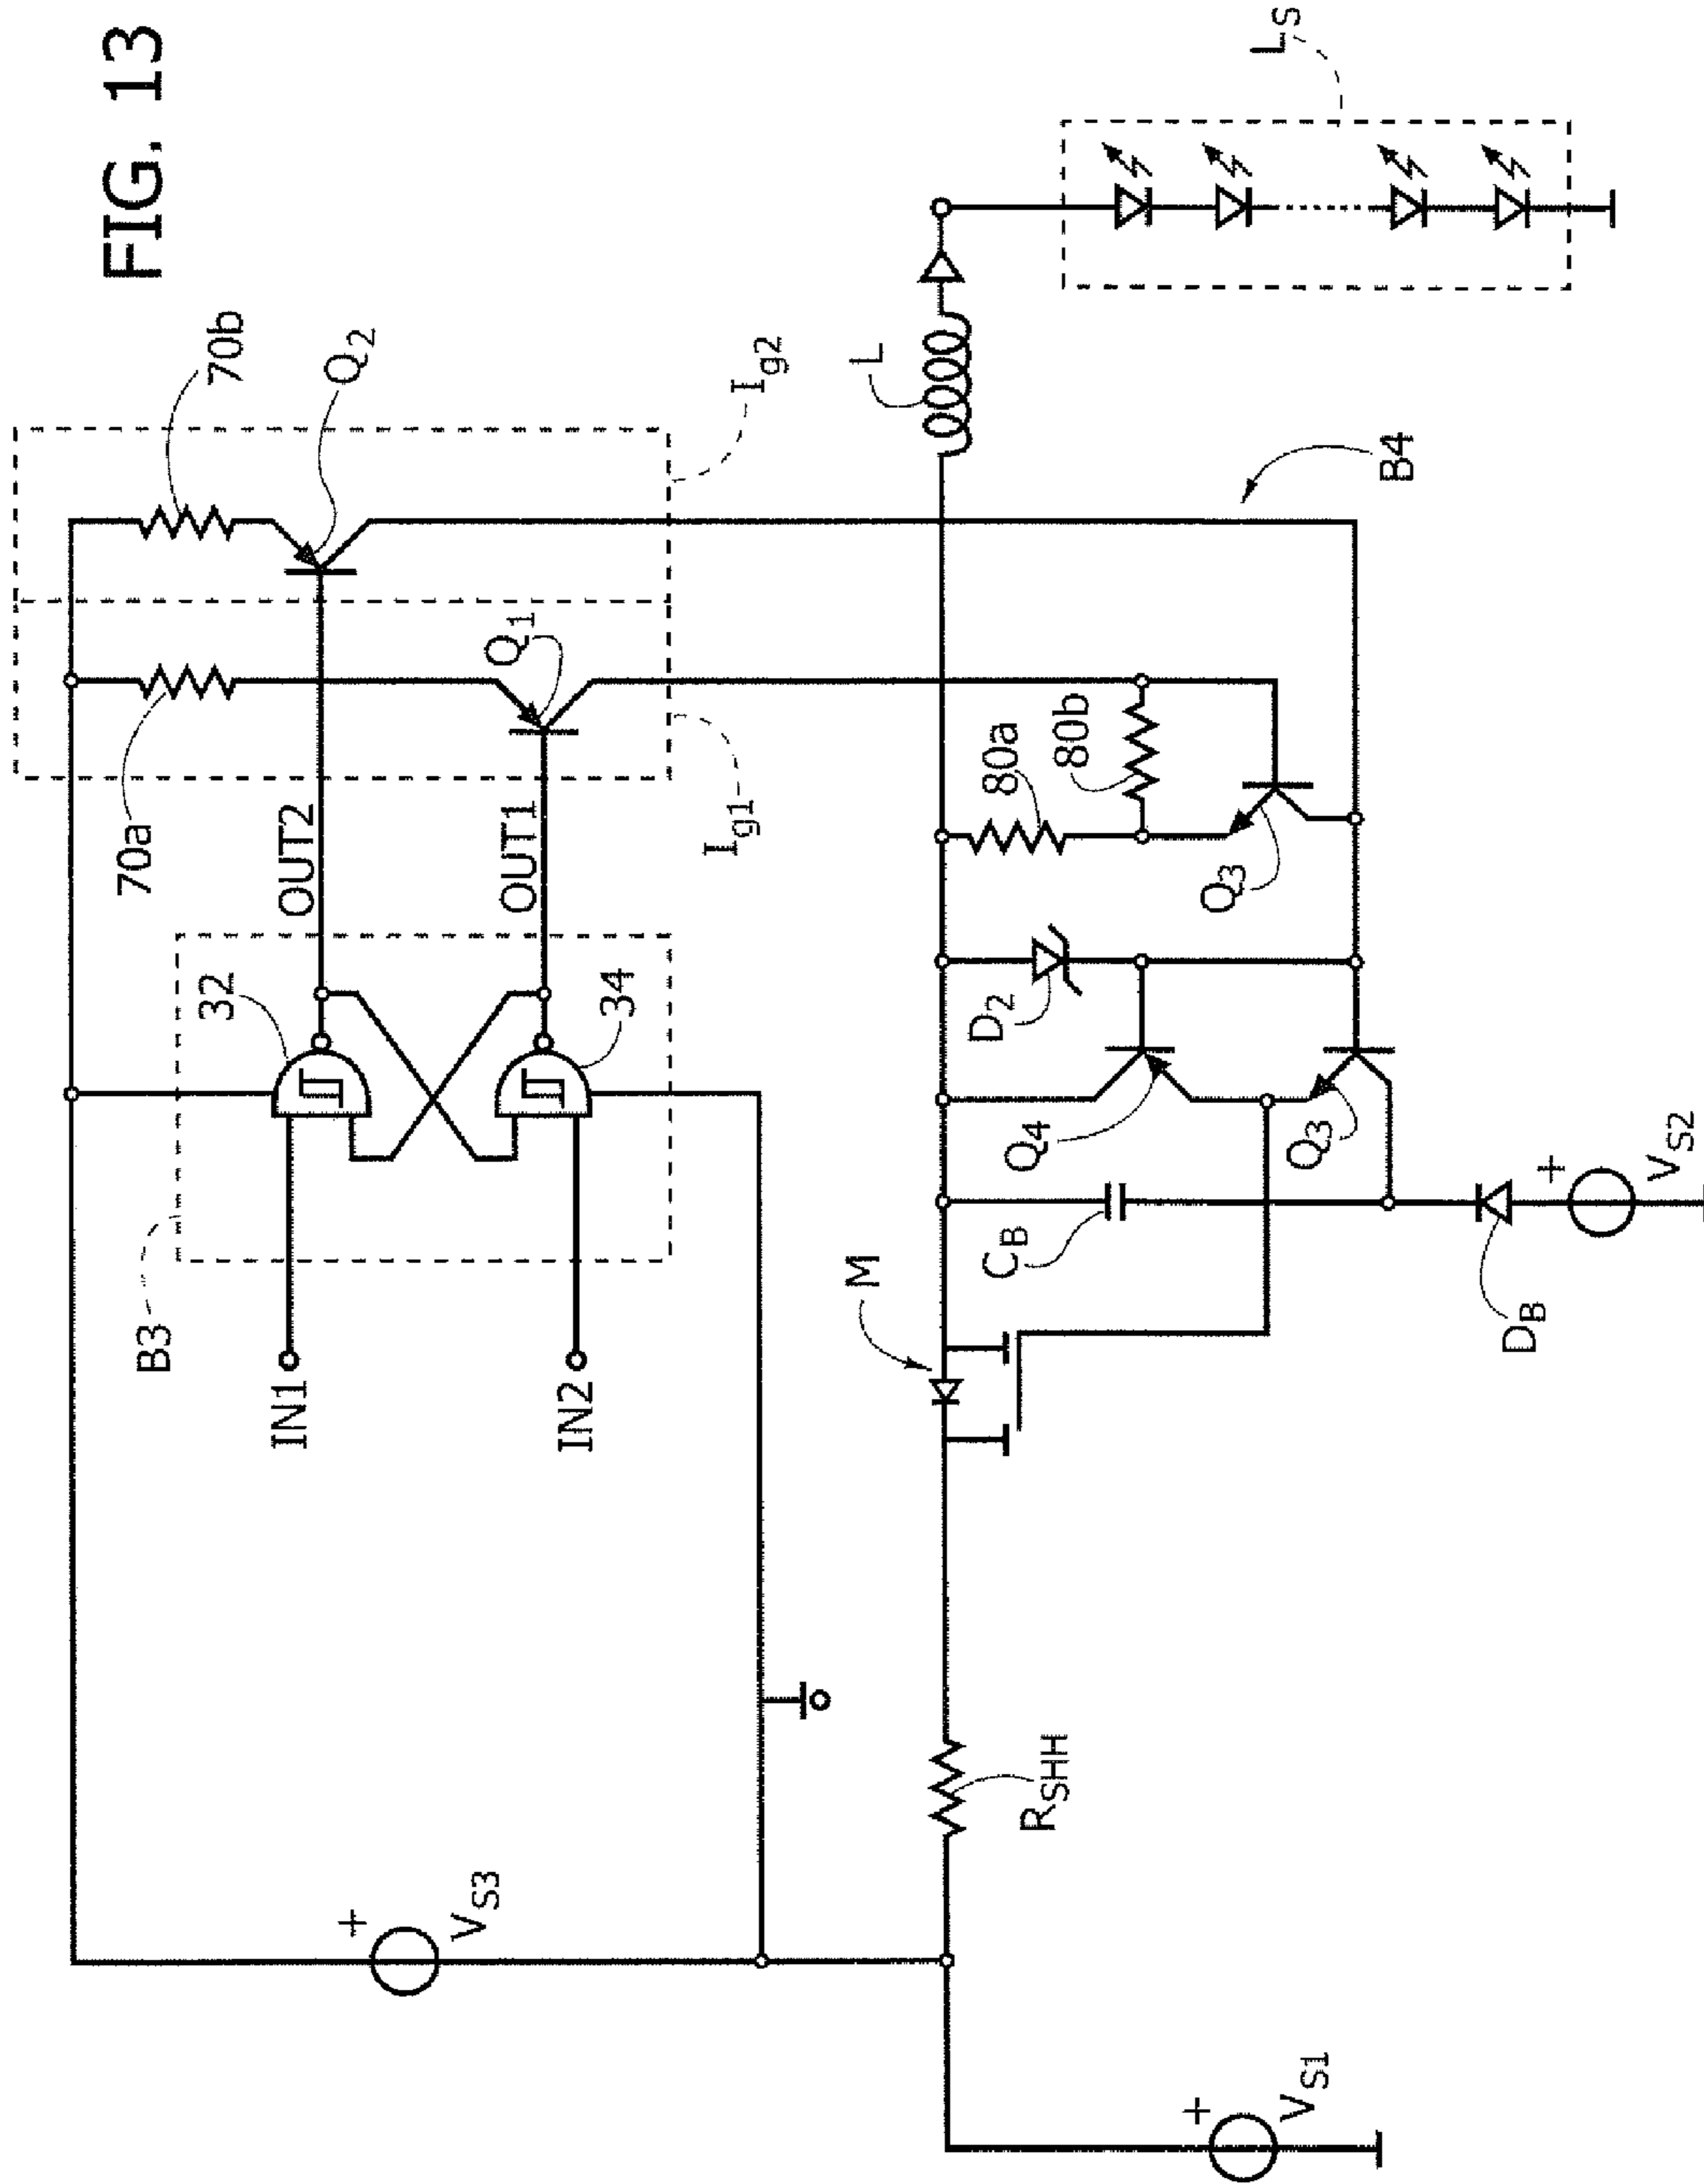 FIG. 13
70b
Q2
70a
Q1
Ig2
Ig1
OUT2
OUT1
32
34
B3
IN1
IN2
+
VS3
L
LS
80a
80b
B4
Q3
D2
Q4
Q3
CB
M
DB
+
VS2
RSHH
+
VS1